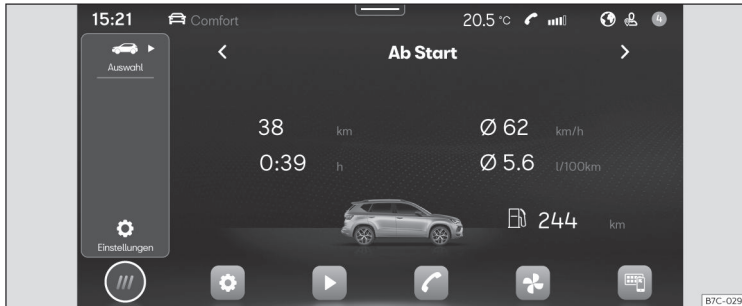 15:21 Comfort 20.5 °C 4
Auswahl
Ab Start
38 km Ø 62 km/h
0:39 h Ø 5.6 l/100km
244 km
Einstellungen
B7C-029